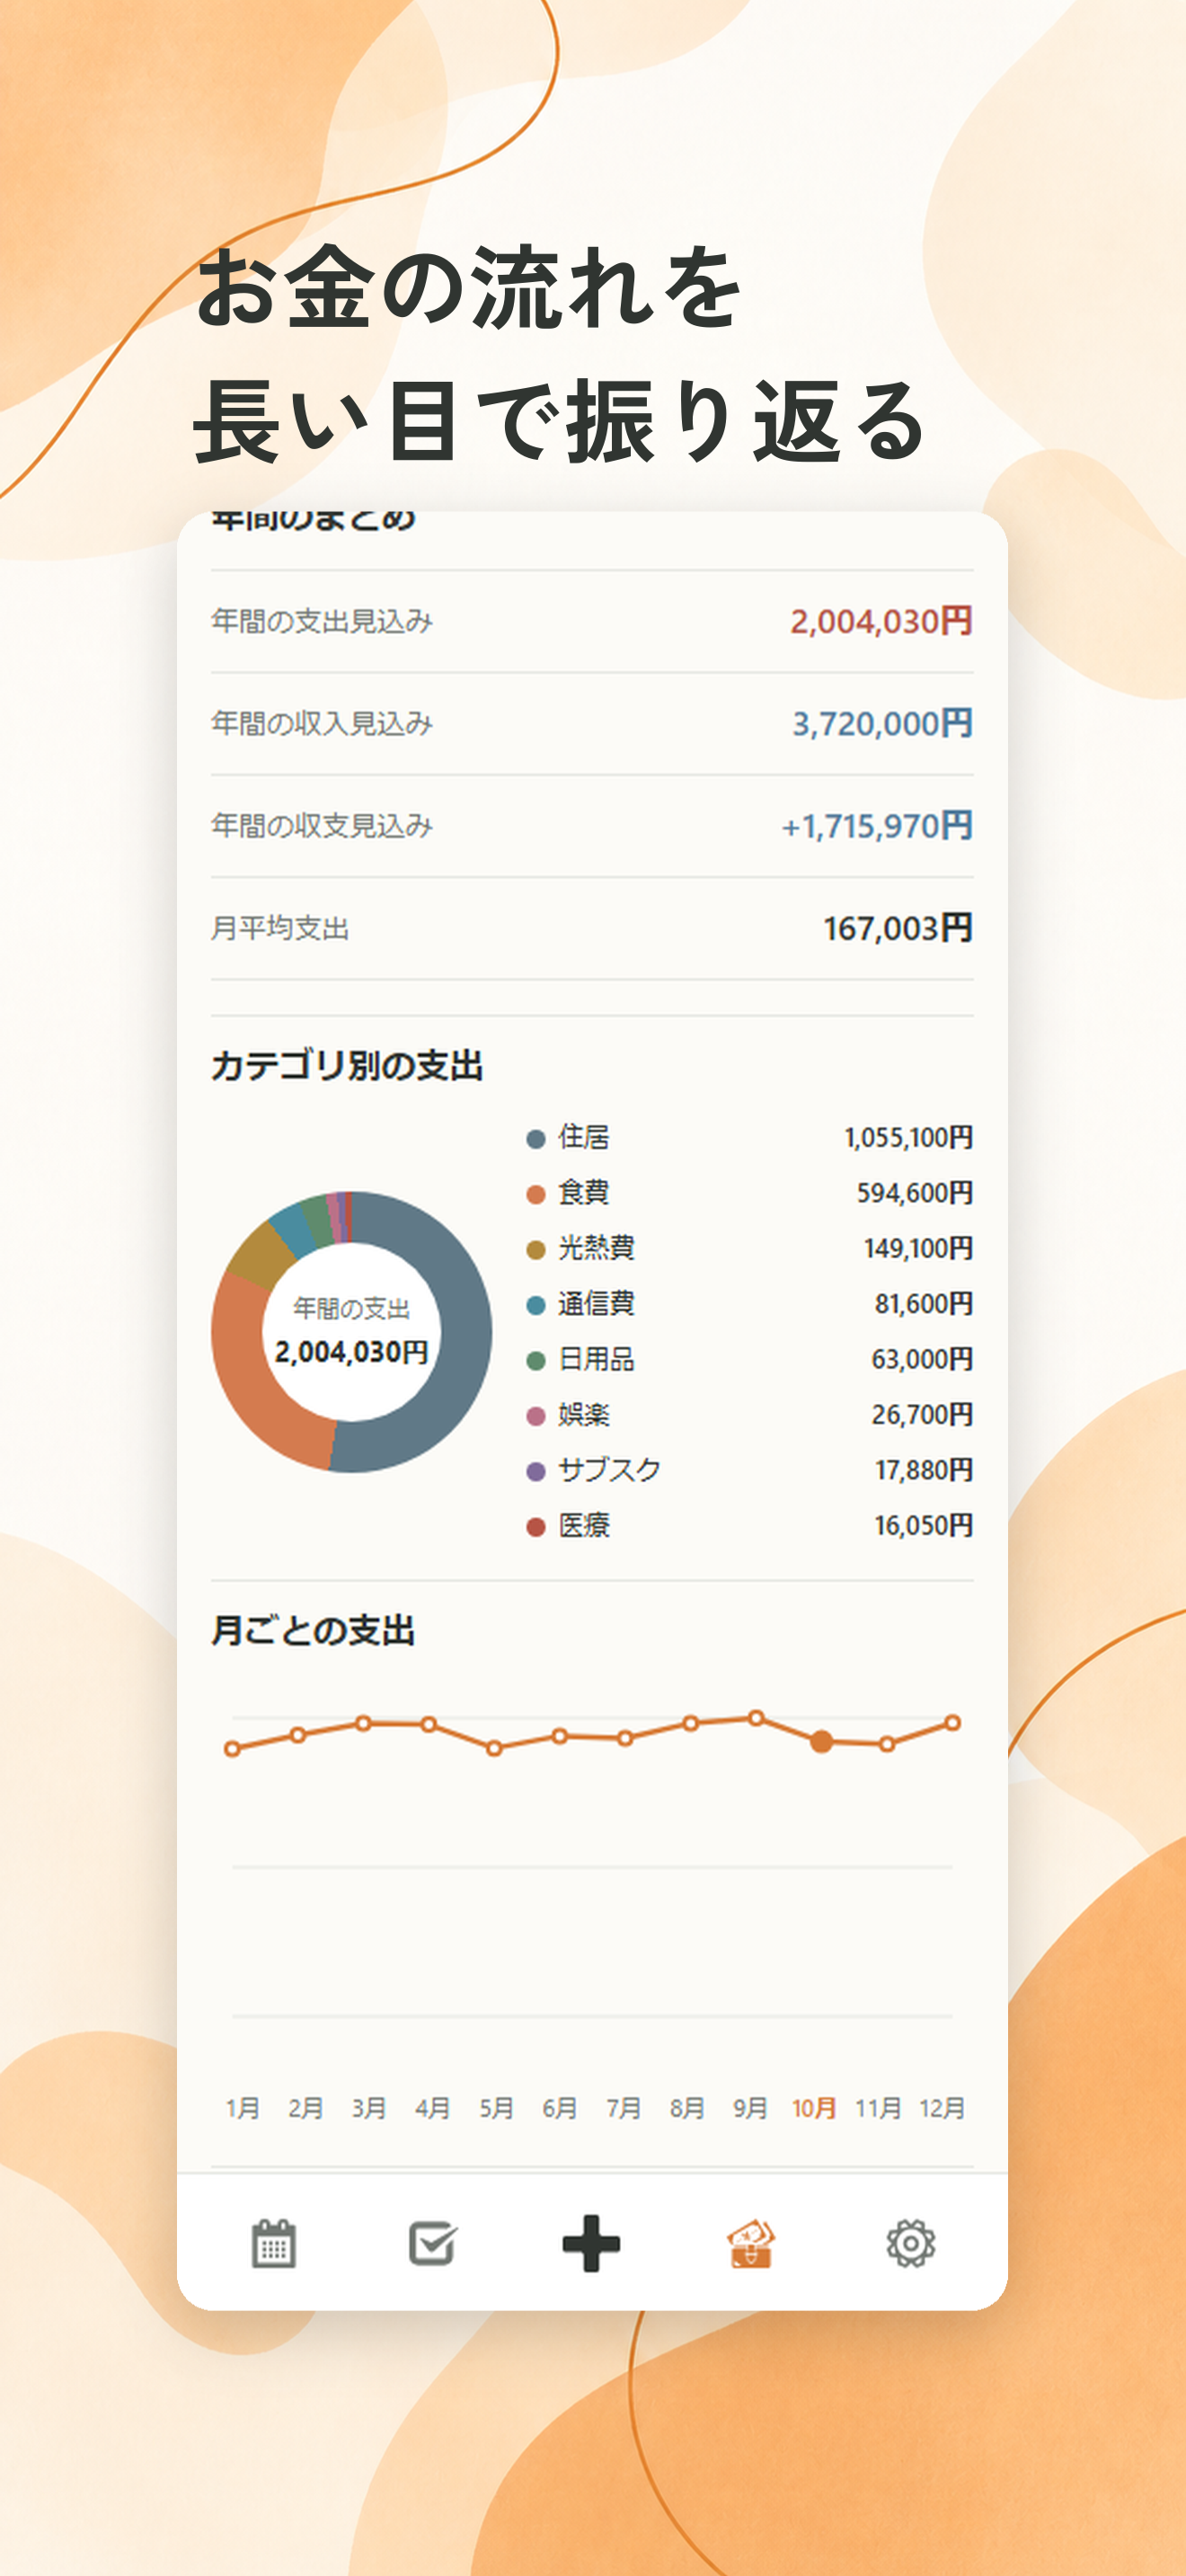 お金の流れを
長い目で振り返る
年間のまとめ
年間の支出見込み 2,004,030円
年間の収入見込み 3,720,000円
年間の収支見込み +1,715,970円
月平均支出 167,003円
カテゴリ別の支出
年間の支出
2,004,030円
住居 1,055,100円
食費 594,600円
光熱費 149,100円
通信費 81,600円
日用品 63,000円
娯楽 26,700円
サブスク 17,880円
医療 16,050円
月ごとの支出
1月 2月 3月 4月 5月 6月 7月 8月 9月 10月 11月 12月